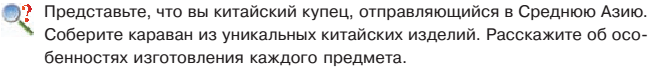 Представьте, что вы китайский купец, отправляющийся в Среднюю Азию.
Соберите караван из уникальных китайских изделий. Расскажите об осо-
бенностях изготовления каждого предмета.